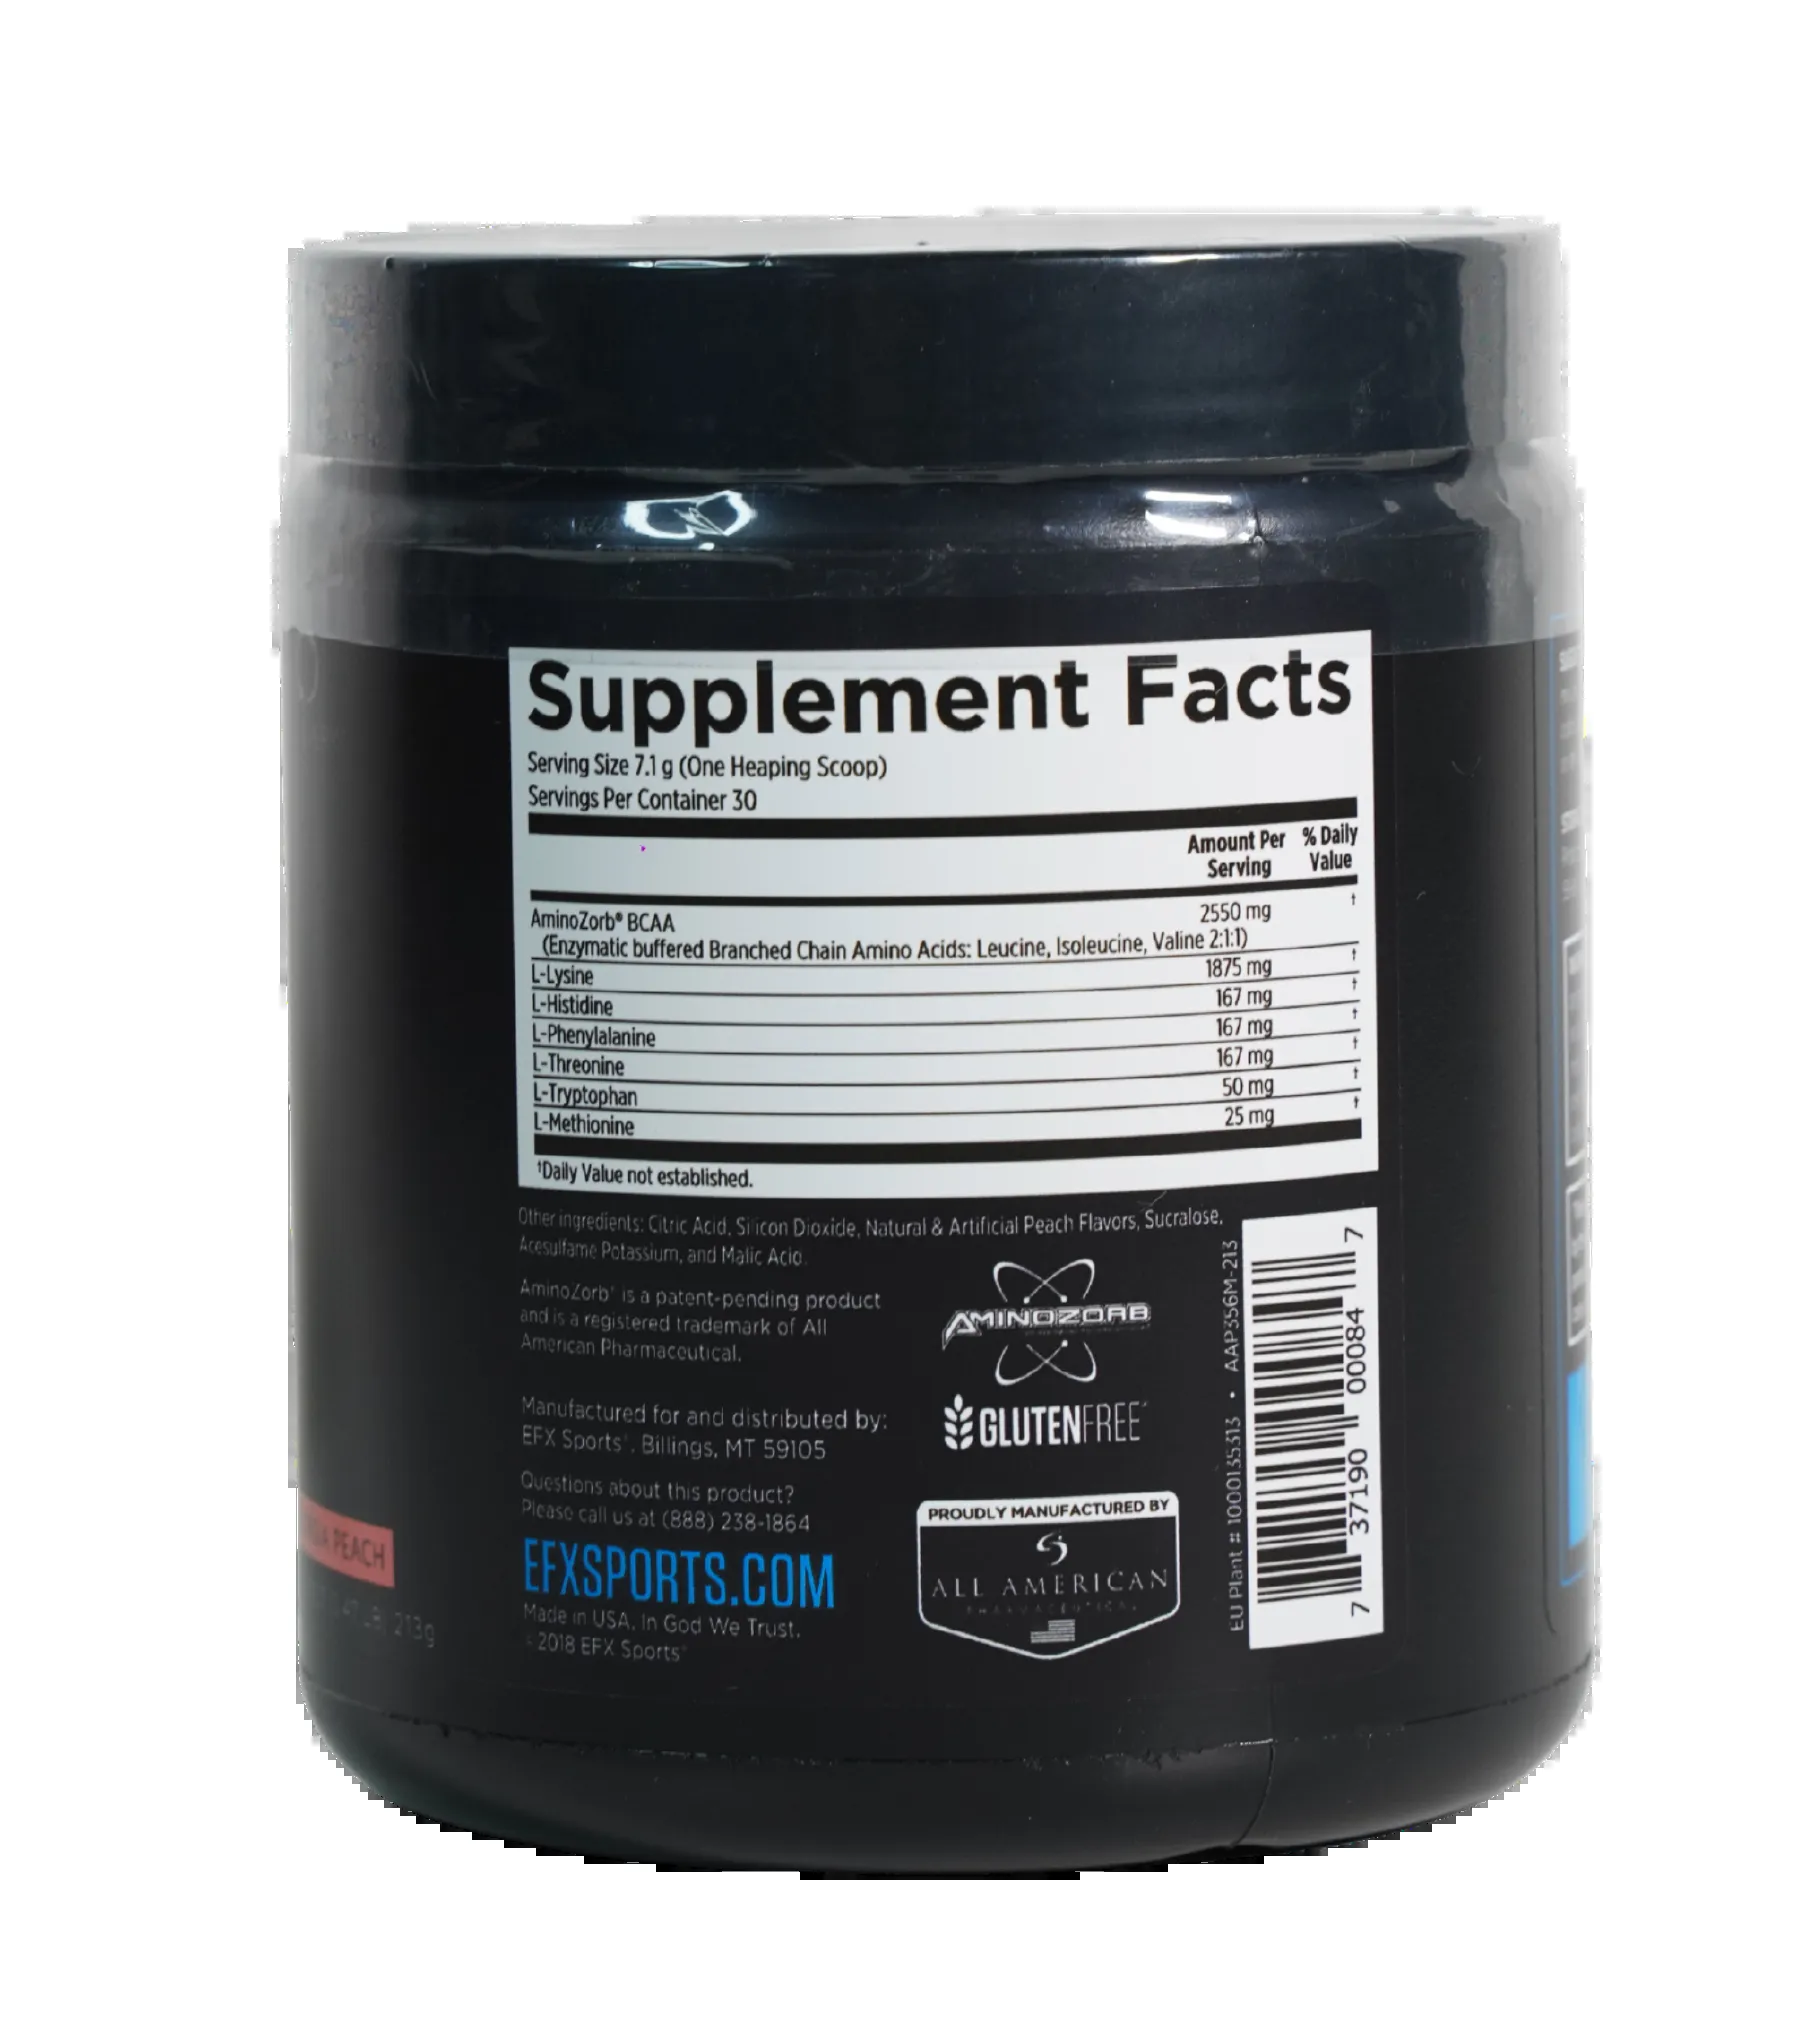 Supplement Facts
Serving Size 7.1 g (One Heaping Scoop)
Servings Per Container 30
Amount Per Serving % Daily Value
AminoZorb® BCAA 2550 mg †
(Enzymatic buffered Branched Chain Amino Acids: Leucine, Isoleucine, Valine 2:1:1)
L-Lysine 1875 mg †
L-Histidine 167 mg †
L-Phenylalanine 167 mg †
L-Threonine 167 mg †
L-Tryptophan 50 mg †
L-Methionine 25 mg †
†Daily Value not established.
Other ingredients: Citric Acid, Silicon Dioxide, Natural & Artificial Peach Flavors, Sucralose,
Acesulfame Potassium, and Malic Acid.
AminoZorb® is a patent-pending product
and is a registered trademark of All
American Pharmaceutical.
Manufactured for and distributed by:
EFX Sports®. Billings, MT 59105
Questions about this product?
Please call us at (888) 238-1864
EFXSPORTS.COM
Made in USA. In God We Trust.
2018 EFX Sports
AMINOZORB
GLUTENFREE
PROUDLY MANUFACTURED BY
ALL AMERICAN
PHARMACEUTICAL
EU Plant # 1000135313 • AAP356M-213
7 37190 00084 7
PEACH
213g